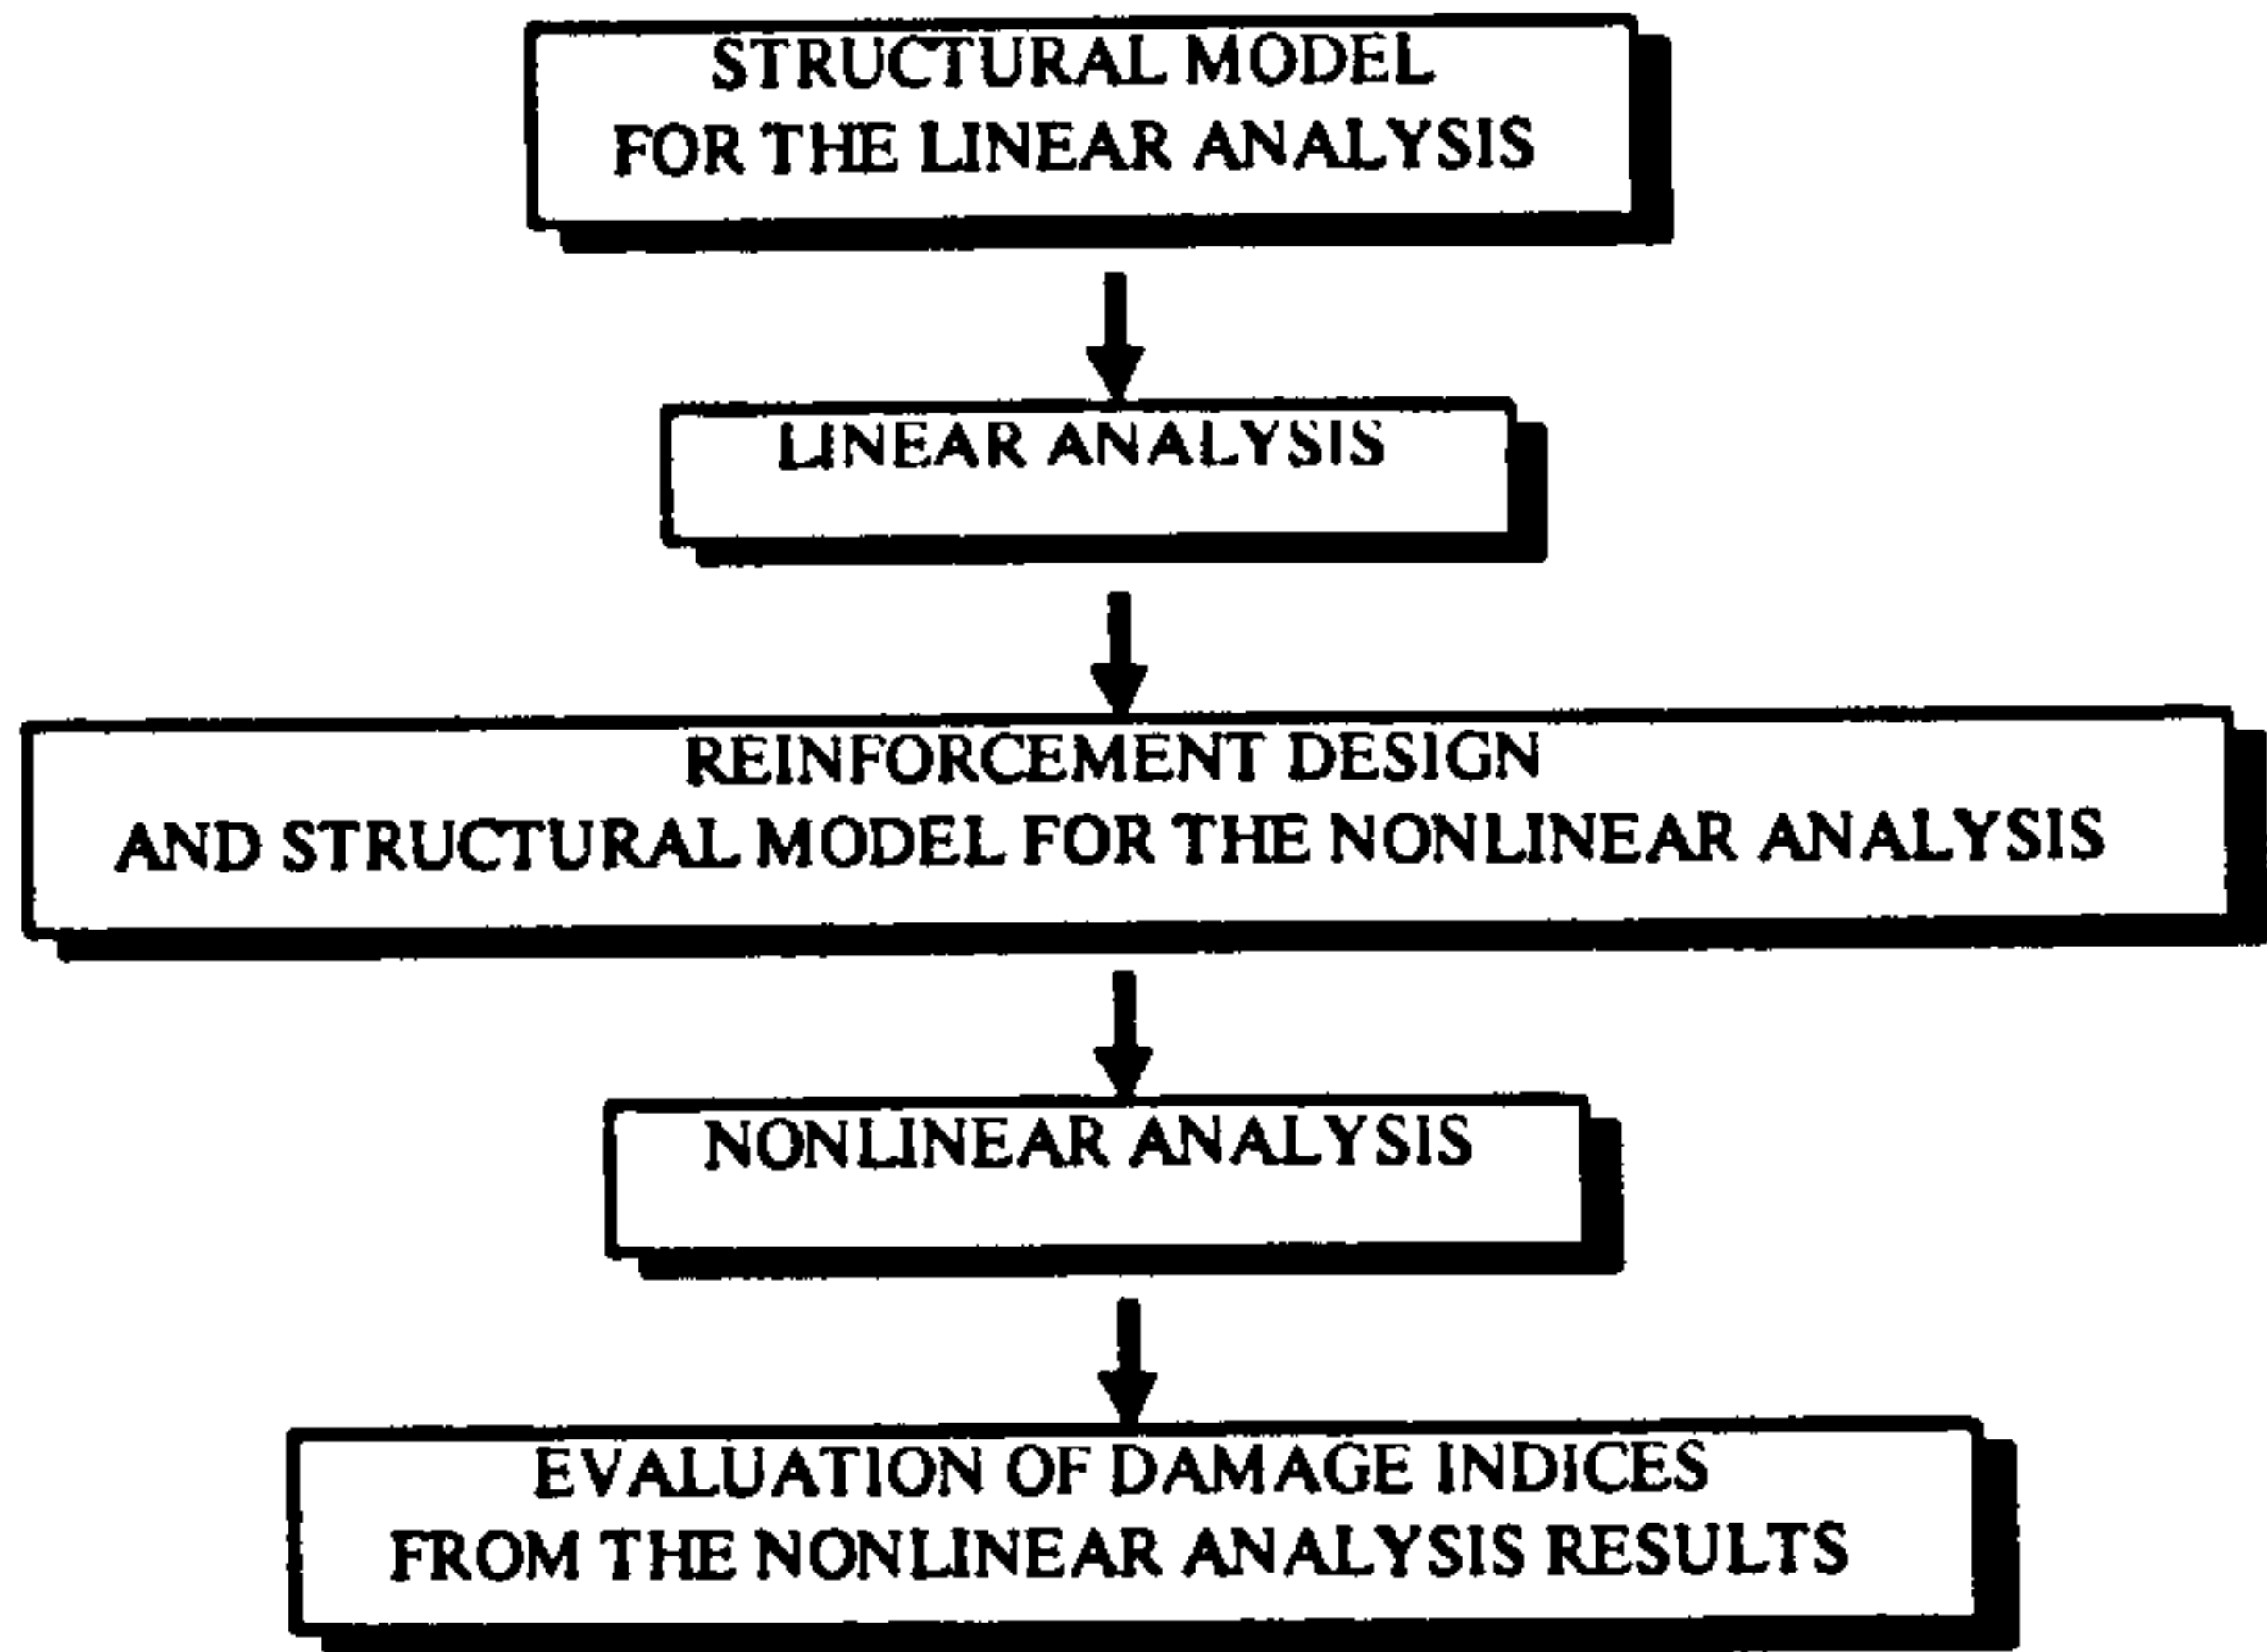 STRUCTURAL MODEL
FOR THE LINEAR ANALYSIS
LINEAR ANALYSIS
REINFORCEMENT DESIGN
AND STRUCTURAL MODEL FOR THE NONLINEAR ANALYSIS
NONLINEAR ANALYSIS
EVALUATION OF DAMAGE INDICES
FROM THE NONLINEAR ANALYSIS RESULTS